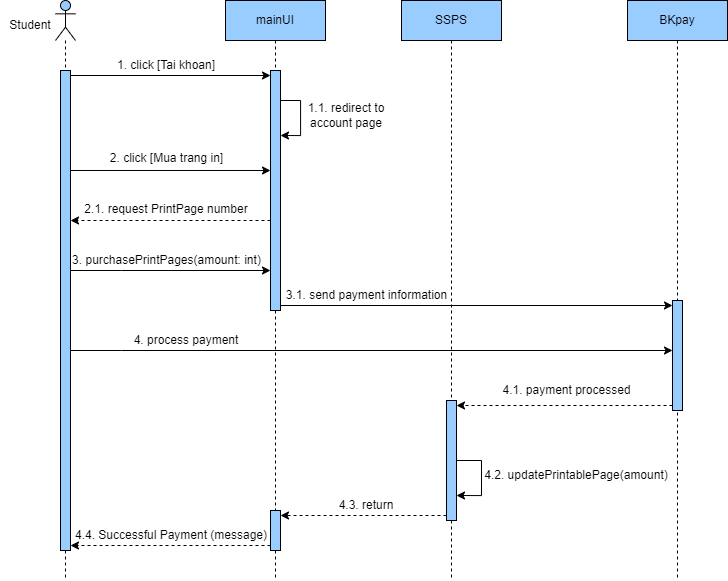 Student
mainUI
SSPS
BKpay
1. click [Tai khoan]
1.1. redirect to
account page
2. click [Mua trang in]
2.1. request PrintPage number
3. purchasePrintPages(amount: int)
3.1. send payment information
4. process payment
4.1. payment processed
4.2. updatePrintablePage(amount)
4.3. return
4.4. Successful Payment (message)